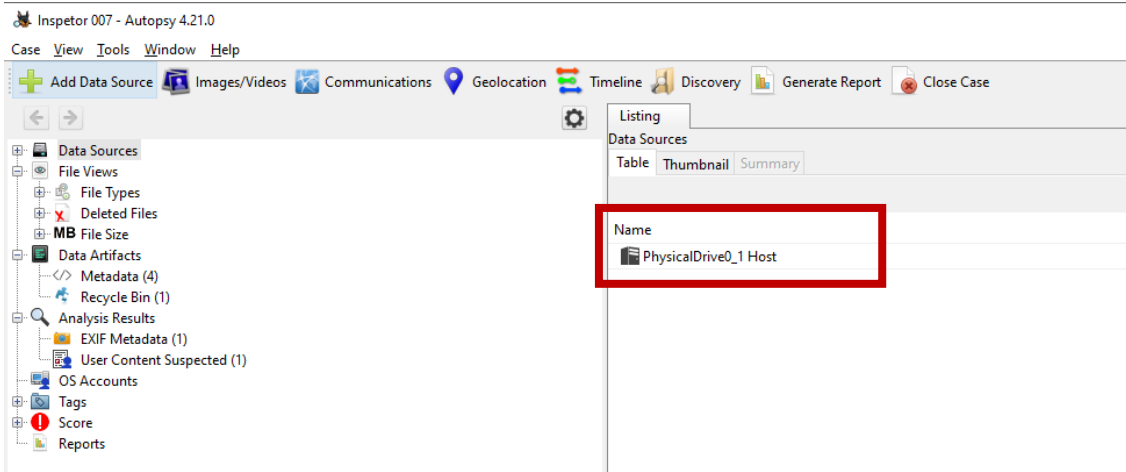 Inspetor 007 - Autopsy 4.21.0
Case View Tools Window Help
Add Data Source Images/Videos Communications Geolocation Timeline Discovery Generate Report Close Case
Listing
Data Sources
Table Thumbnail Summary
Name
PhysicalDrive0_1 Host
Data Sources
File Views
File Types
Deleted Files
MB File Size
Data Artifacts
Metadata (4)
Recycle Bin (1)
Analysis Results
EXIF Metadata (1)
User Content Suspected (1)
OS Accounts
Tags
Score
Reports